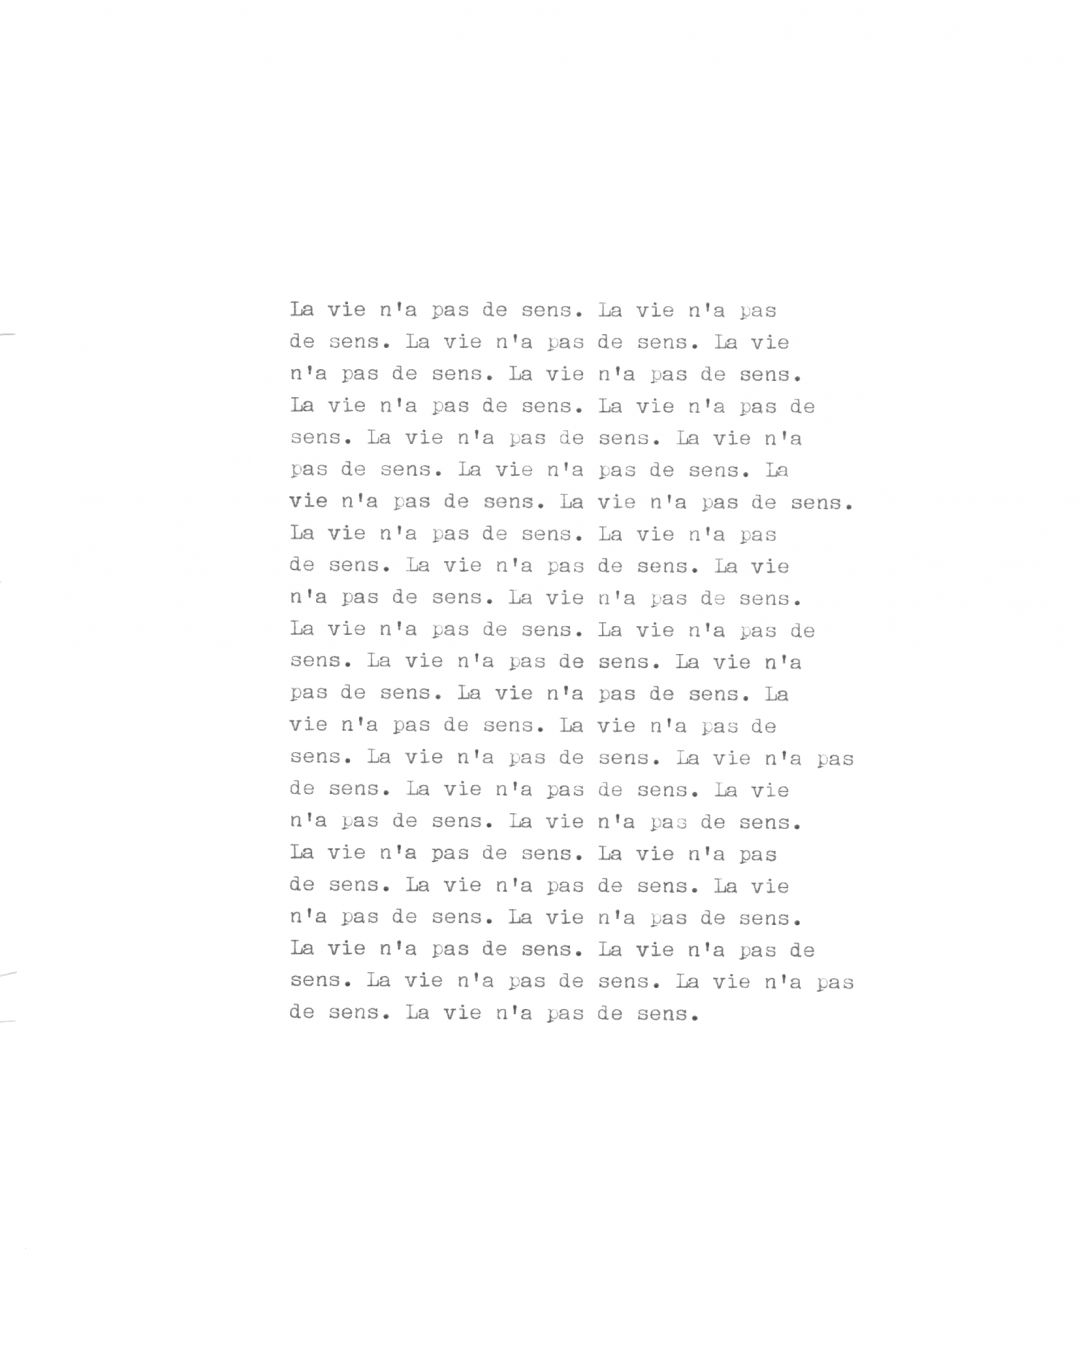 La vie n'a pas de sens. La vie n'a pas
de sens. La vie n'a pas de sens. La vie
n'a pas de sens. La vie n'a pas de sens.
La vie n'a pas de sens. La vie n'a pas de
sens. La vie n'a pas de sens. La vie n'a
pas de sens. La vie n'a pas de sens. La
vie n'a pas de sens. La vie n'a pas de sens.
La vie n'a pas de sens. La vie n'a pas
de sens. La vie n'a pas de sens. La vie
n'a pas de sens. La vie n'a pas de sens.
La vie n'a pas de sens. La vie n'a pas de
sens. La vie n'a pas de sens. La vie n'a
pas de sens. La vie n'a pas de sens. La
vie n'a pas de sens. La vie n'a pas de
sens. La vie n'a pas de sens. La vie n'a pas
de sens. La vie n'a pas de sens. La vie
n'a pas de sens. La vie n'a pas de sens.
La vie n'a pas de sens. La vie n'a pas
de sens. La vie n'a pas de sens. La vie
n'a pas de sens. La vie n'a pas de sens.
La vie n'a pas de sens. La vie n'a pas de
sens. La vie n'a pas de sens. La vie n'a pas
de sens. La vie n'a pas de sens.